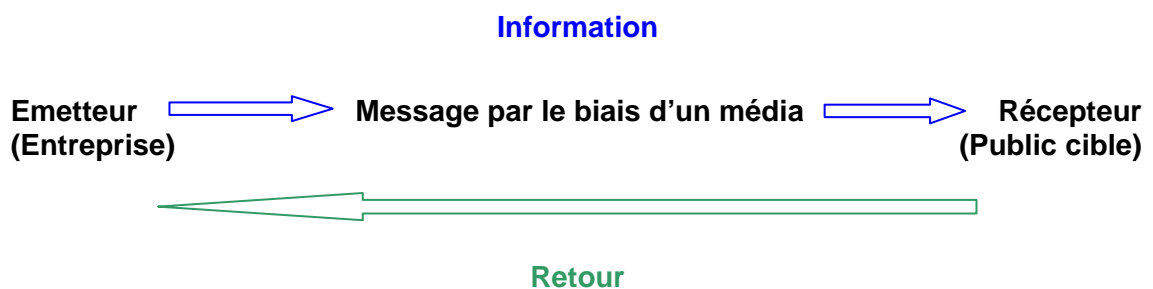 Information
Emetteur Message par le biais d'un média Récepteur
(Entreprise) (Public cible)
Retour